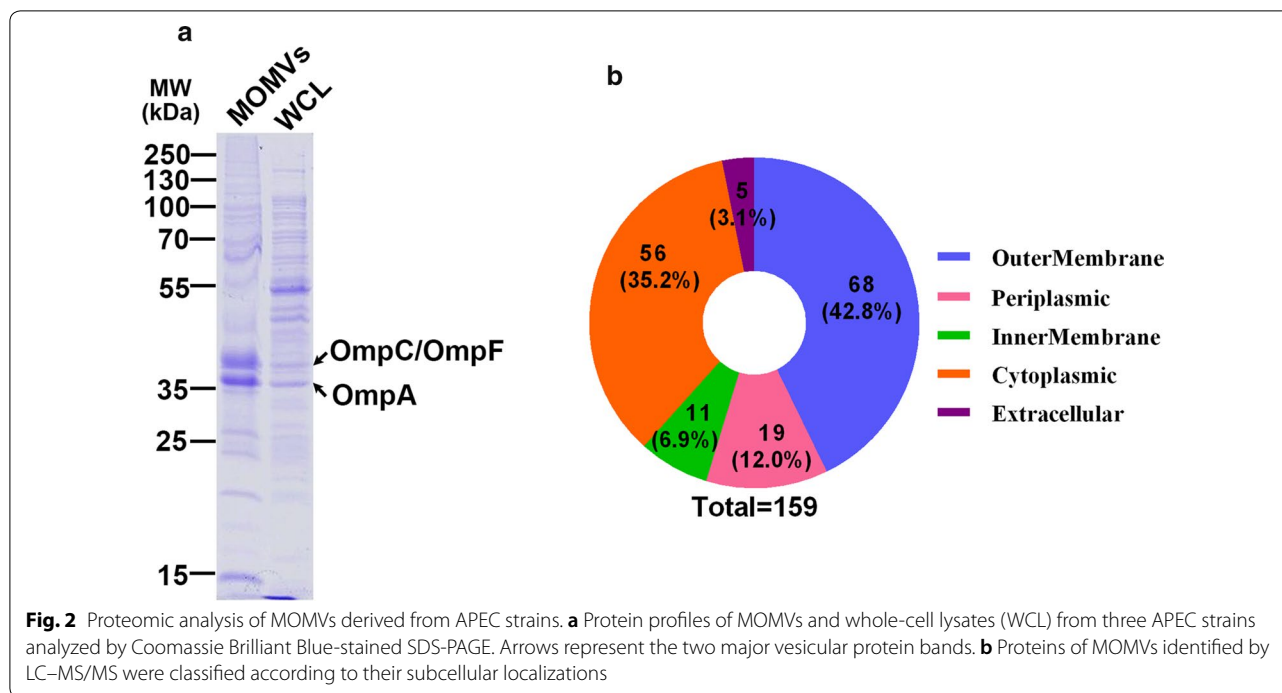 a
MW
(kDa)
MOMVs
WCL
250
130
100
70
55
35
25
15
OmpC/OmpF
OmpA
b
5
(3.1%)
56
(35.2%)
68
(42.8%)
11
(6.9%)
19
(12.0%)
Total=159
OuterMembrane
Periplasmic
InnerMembrane
Cytoplasmic
Extracellular
Fig. 2 Proteomic analysis of MOMVs derived from APEC strains. a Protein profiles of MOMVs and whole-cell lysates (WCL) from three APEC strains
analyzed by Coomassie Brilliant Blue-stained SDS-PAGE. Arrows represent the two major vesicular protein bands. b Proteins of MOMVs identified by
LC–MS/MS were classified according to their subcellular localizations